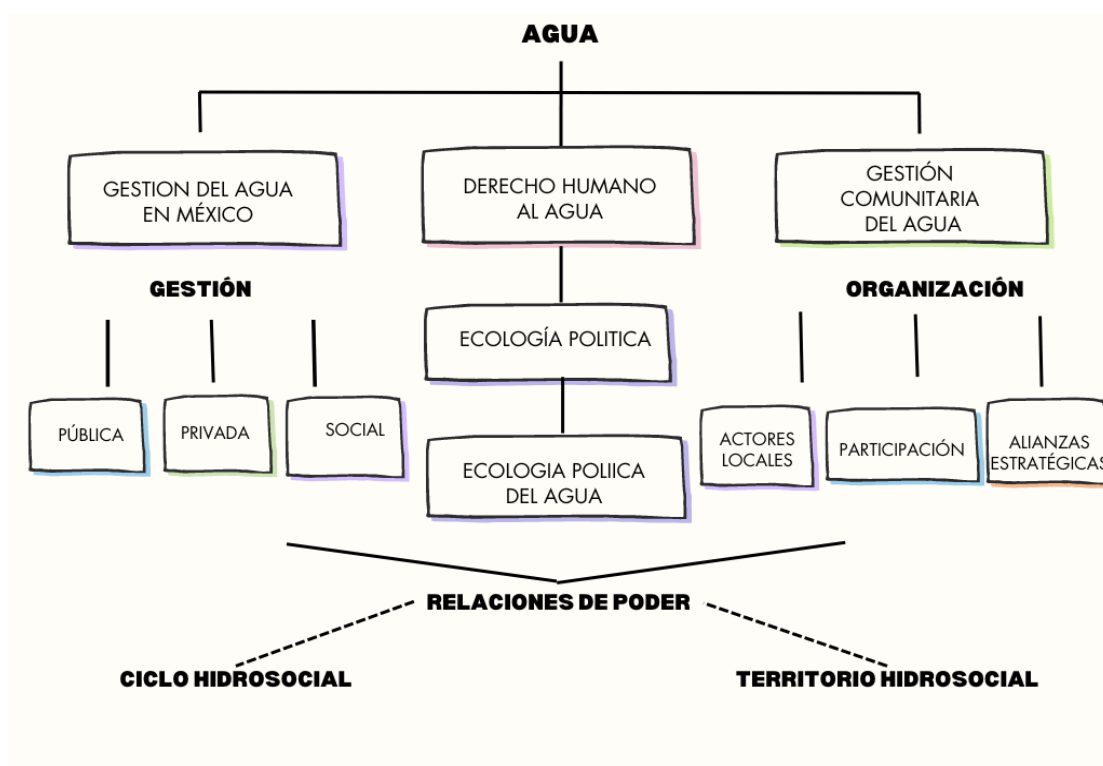 AGUA
GESTION DEL AGUA
EN MÉXICO
DERECHO HUMANO
AL AGUA
GESTIÓN
COMUNITARIA
DEL AGUA
GESTIÓN
ORGANIZACIÓN
ECOLOGÍA POLITICA
PÚBLICA
PRIVADA
SOCIAL
ECOLOGIA POLIICA
DEL AGUA
ACTORES
LOCALES
PARTICIPACIÓN
ALIANZAS
ESTRATÉGICAS
RELACIONES DE PODER
CICLO HIDROSOCIAL
TERRITORIO HIDROSOCIAL